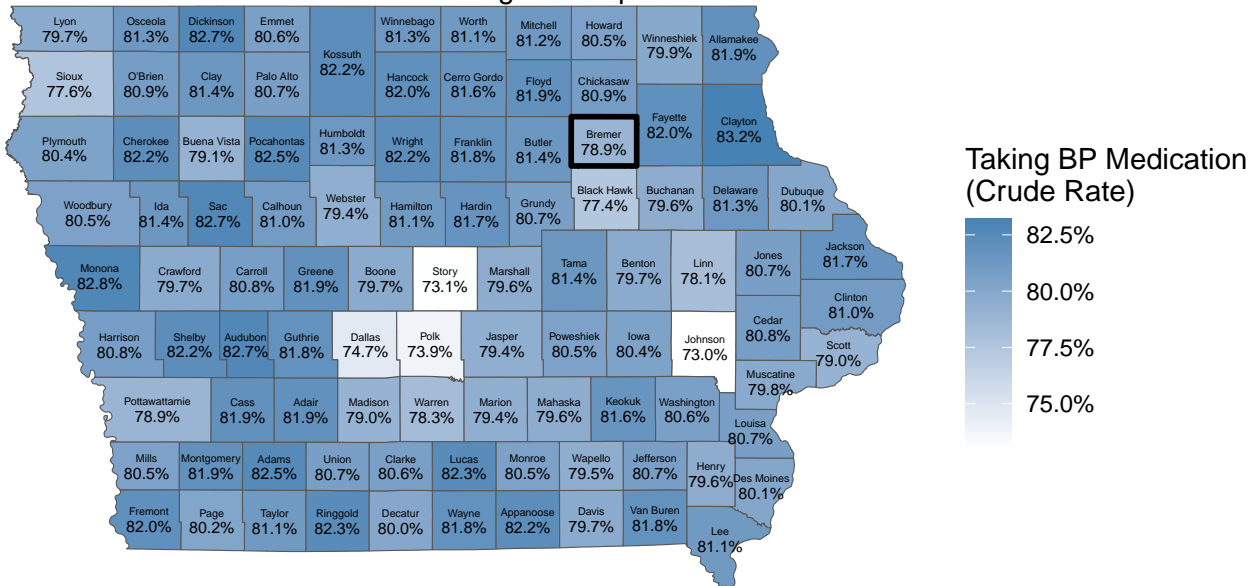 Lyon
79.7%
Osceola
81.3%
Dickinson
82.7%
Emmet
80.6%
Kossuth
82.2%
Winnebago
81.3%
Worth
81.1%
Mitchell
81.2%
Howard
80.5%
Winneshiek
79.9%
Allamakee
81.9%
Sioux
77.6%
O'Brien
80.9%
Clay
81.4%
Palo Alto
80.7%
Hancock
82.0%
Cerro Gordo
81.6%
Floyd
81.9%
Chickasaw
80.9%
Plymouth
80.4%
Cherokee
82.2%
Buena Vista
79.1%
Pocahontas
82.5%
Humboldt
81.3%
Wright
82.2%
Franklin
81.8%
Butler
81.4%
Bremer
78.9%
Fayette
82.0%
Clayton
83.2%
Woodbury
80.5%
Ida
81.4%
Sac
82.7%
Calhoun
81.0%
Webster
79.4%
Hamilton
81.1%
Hardin
81.7%
Grundy
80.7%
Black Hawk
77.4%
Buchanan
79.6%
Delaware
81.3%
Dubuque
80.1%
Monona
82.8%
Crawford
79.7%
Carroll
80.8%
Greene
81.9%
Boone
79.7%
Story
73.1%
Marshall
79.6%
Tama
81.4%
Benton
79.7%
Linn
78.1%
Jones
80.7%
Jackson
81.7%
Clinton
81.0%
Harrison
80.8%
Shelby
82.2%
Audubon
82.7%
Guthrie
81.8%
Dallas
74.7%
Polk
73.9%
Jasper
79.4%
Poweshiek
80.5%
Iowa
80.4%
Johnson
73.0%
Cedar
80.8%
Scott
79.0%
Muscatine
79.8%
Pottawattamie
78.9%
Cass
81.9%
Adair
81.9%
Madison
79.0%
Warren
78.3%
Marion
79.4%
Mahaska
79.6%
Keokuk
81.6%
Washington
80.6%
Louisa
80.7%
Mills
80.5%
Montgomery
81.9%
Adams
82.5%
Union
80.7%
Clarke
80.6%
Lucas
82.3%
Monroe
80.5%
Wapello
79.5%
Jefferson
80.7%
Henry
79.6%
Des Moines
80.1%
Fremont
82.0%
Page
80.2%
Taylor
81.1%
Ringgold
82.3%
Decatur
80.0%
Wayne
81.8%
Appanoose
82.2%
Davis
79.7%
Van Buren
81.8%
Lee
81.1%
Taking BP Medication
(Crude Rate)
82.5%
80.0%
77.5%
75.0%